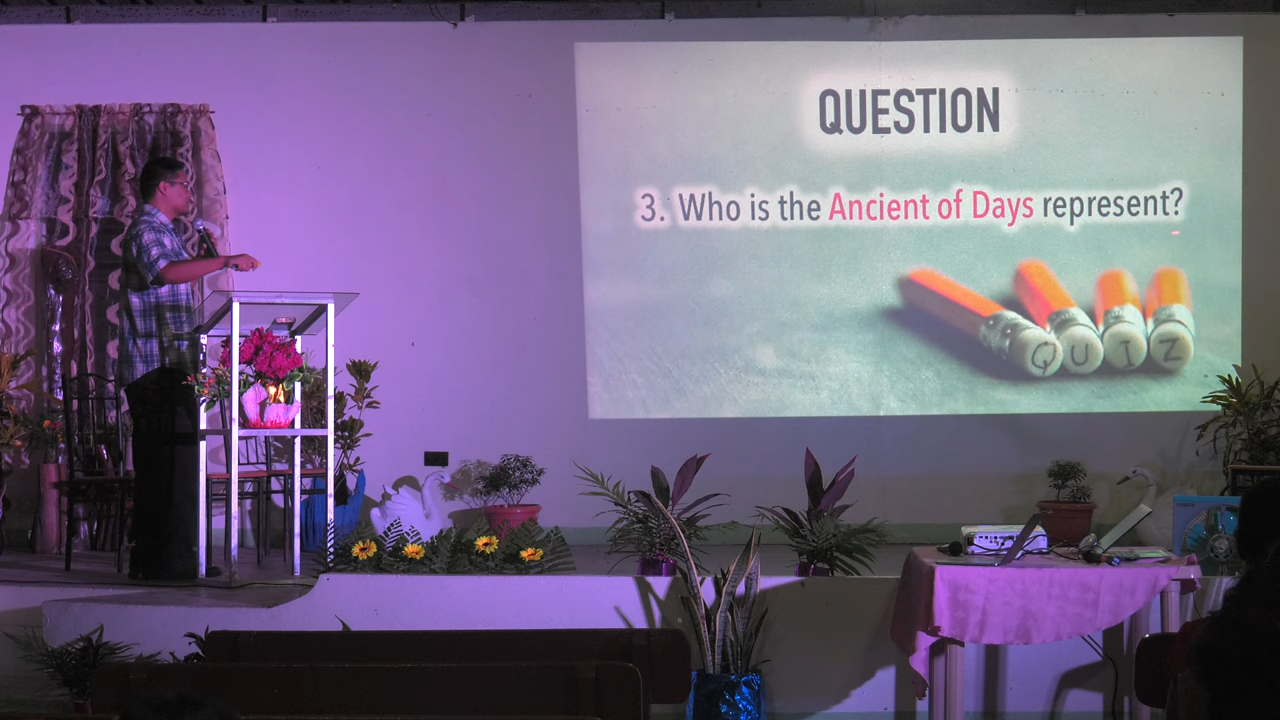 QUESTION
3. Who is the Ancient of Days represent?
QUIZ